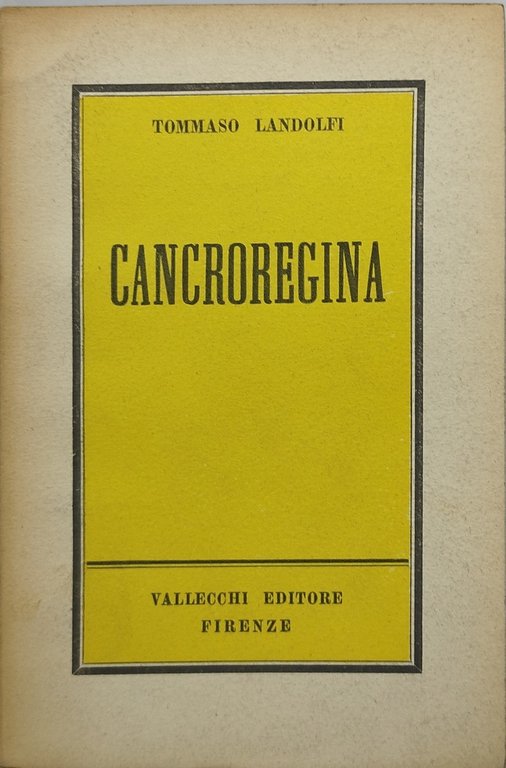 TOMMASO LANDOLFI
CANCROREGINA
VALLECCHI EDITORE
FIRENZE